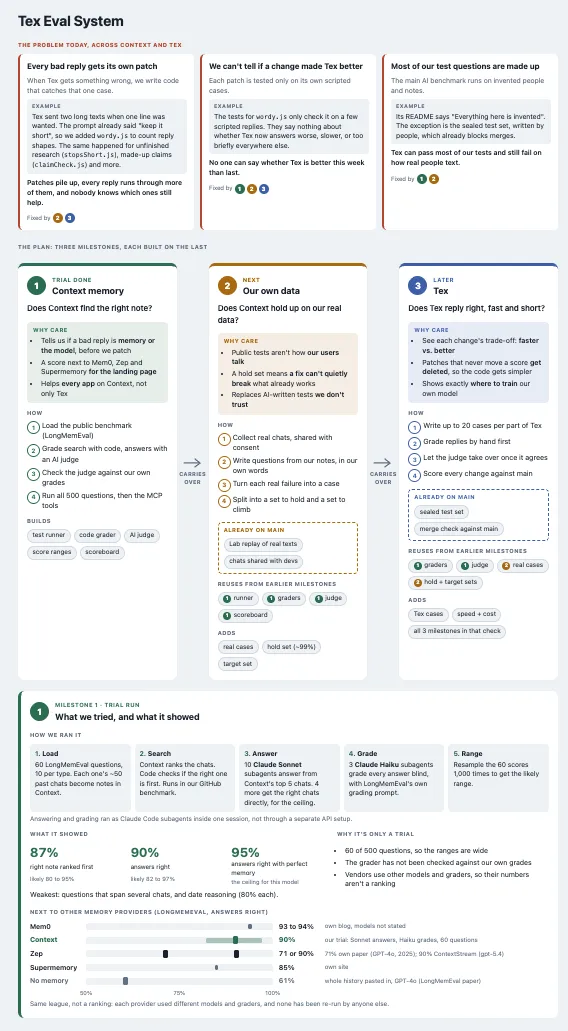 Tex Eval System
THE PROBLEM TODAY, ACROSS CONTEXT AND TEX
Every bad reply gets its own patch
When Tex gets something wrong, we write code
that catches that one case.
EXAMPLE
Tex sent two long texts when one line was
wanted. The prompt already said "keep it
short", so we added wordy.js to count reply
shapes. The same happened for unfinished
research (stopsShort.js), made-up claims
(claimCheck.js) and more.
Patches pile up, every reply runs through more
of them, and nobody knows which ones still
help.
Fixed by 2 3
We can't tell if a change made Tex better
Each patch is tested only on its own scripted
cases.
EXAMPLE
The tests for wordy.js only check it on a few
scripted replies. They say nothing about
whether Tex now answers worse, slower, or too
briefly everywhere else.
No one can say whether Tex is better this week
than last.
Fixed by 1 2 3
Most of our test questions are made up
The main AI benchmark runs on invented people
and notes.
EXAMPLE
Its README says "Everything here is invented".
The exception is the sealed test set, written by
people, which already blocks merges.
Tex can pass most of our tests and still fail on
how real people text.
Fixed by 1 2
THE PLAN: THREE MILESTONES, EACH BUILT ON THE LAST
1 TRIAL DONE
Context memory
Does Context find the right note?
WHY CARE
• Tells us if a bad reply is memory or
the model, before we patch
• A score next to Mem0, Zep and
Supermemory for the landing page
• Helps every app on Context, not
only Tex
HOW
1 Load the public benchmark
(LongMemEval)
2 Grade search with code, answers with
an AI judge
3 Check the judge against our own
grades
4 Run all 500 questions, then the MCP
tools
BUILDS
test runner code grader AI judge
score ranges scoreboard
→
CARRIES
OVER
2 NEXT
Our own data
Does Context hold up on our real
data?
WHY CARE
• Public tests aren't how our users
talk
• A hold set means a fix can't quietly
break what already works
• Replaces AI-written tests we don't
trust
HOW
1 Collect real chats, shared with
consent
2 Write questions from our notes, in our
own words
3 Turn each real failure into a case
4 Split into a set to hold and a set to
climb
ALREADY ON MAIN
Lab replay of real texts
chats shared with devs
REUSES FROM EARLIER MILESTONES
1 runner 1 graders 1 judge
1 scoreboard
ADDS
real cases hold set (~99%)
target set
→
CARRIES
OVER
3 LATER
Tex
Does Tex reply right, fast and short?
WHY CARE
• See each change's trade-off: faster
vs. better
• Patches that never move a score get
deleted, so the code gets simpler
• Shows exactly where to train our
own model
HOW
1 Write up to 20 cases per part of Tex
2 Grade replies by hand first
3 Let the judge take over once it agrees
4 Score every change against main
ALREADY ON MAIN
sealed test set
merge check against main
REUSES FROM EARLIER MILESTONES
1 graders 1 judge 2 real cases
2 hold + target sets
ADDS
Tex cases speed + cost
all 3 milestones in that check
1 MILESTONE 1 · TRIAL RUN
What we tried, and what it showed
HOW WE RAN IT
1. Load
60 LongMemEval questions,
10 per type. Each one's ~50
past chats become notes in
Context.
2. Search
Context ranks the chats.
Code checks if the right one
is first. Runs in our GitHub
benchmark.
3. Answer
10 Claude Sonnet
subagents answer from
Context's top 5 chats. 4
more get the right chats
directly, for the ceiling.
4. Grade
3 Claude Haiku subagents
grade every answer blind,
with LongMemEval's own
grading prompt.
5. Range
Resample the 60 scores
1,000 times to get the likely
range.
Answering and grading ran as Claude Code subagents inside one session, not through a separate API setup.
WHAT IT SHOWED
87%
right note ranked first
likely 80 to 95%
90%
answers right
likely 82 to 97%
95%
answers right with perfect
memory
the ceiling for this model
Weakest: questions that span several chats, and date reasoning (80% each).
WHY IT'S ONLY A TRIAL
• 60 of 500 questions, so the ranges are wide
• The grader has not been checked against our own grades
• Vendors use other models and graders, so their numbers
aren't a ranking
NEXT TO OTHER MEMORY PROVIDERS (LONGMEMEVAL, ANSWERS RIGHT)
Mem0 93 to 94% own blog, models not stated
Context 90% our trial: Sonnet answers, Haiku grades, 60 questions
Zep 71 or 90% 71% own paper (GPT-4o, 2025); 90% ContextStream (gpt-5.4)
Supermemory 85% own site
No memory 61% whole history pasted in, GPT-4o (LongMemEval paper)
50% 75% 100%
Same league, not a ranking: each provider used different models and graders, and none has been re-run by anyone else.